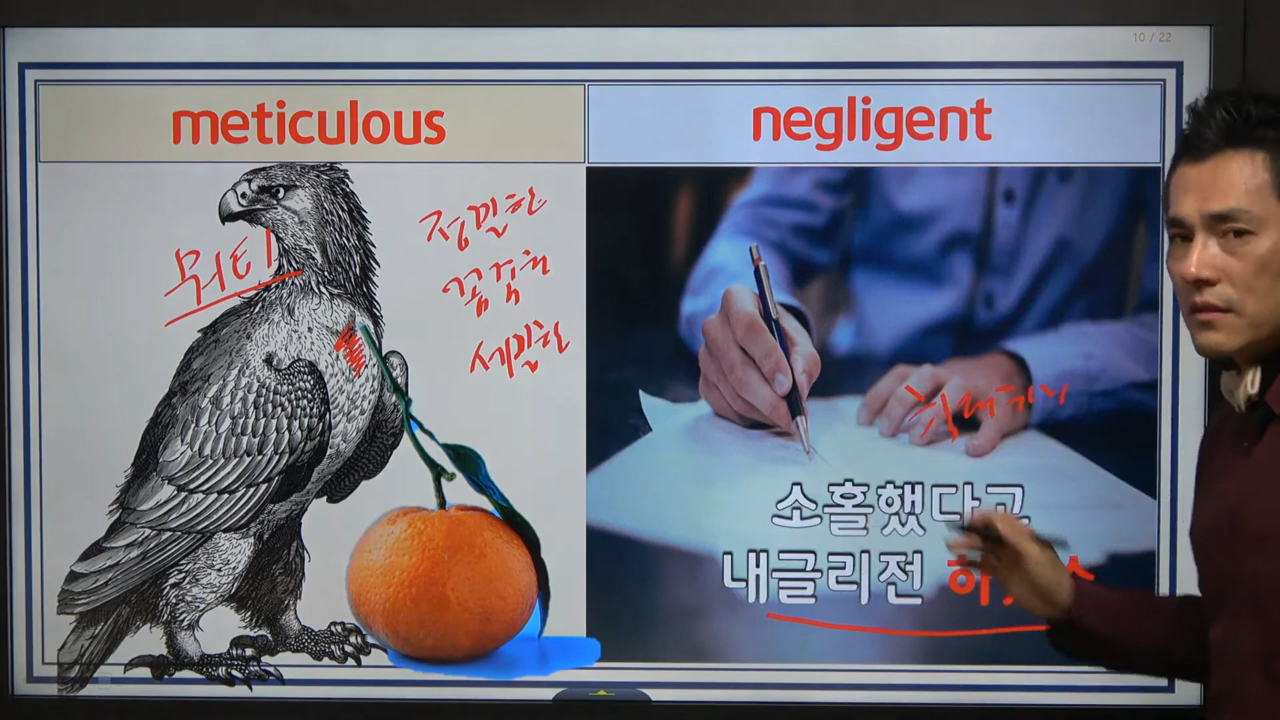 10 / 22
meticulous
negligent
뭐티
정밀한
꼼꼼한
세밀한
소홀했다고
내글리전